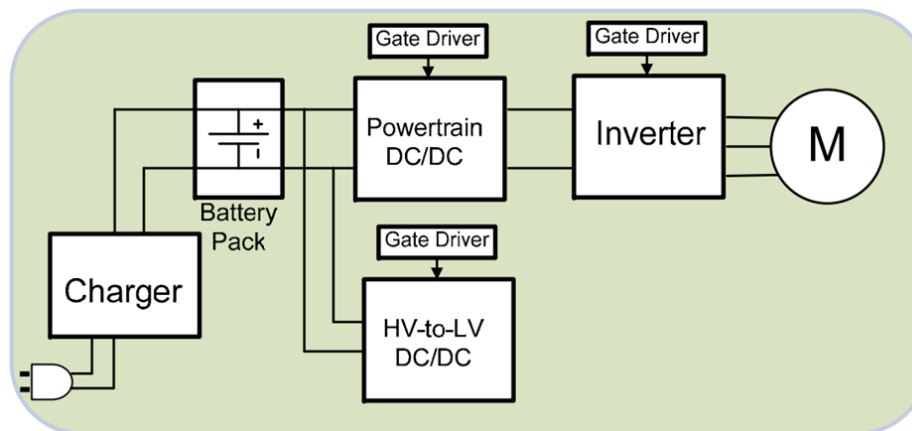 Gate Driver
Gate Driver
Powertrain
DC/DC
Inverter
M
+
-
Battery
Pack
Gate Driver
Charger
HV-to-LV
DC/DC